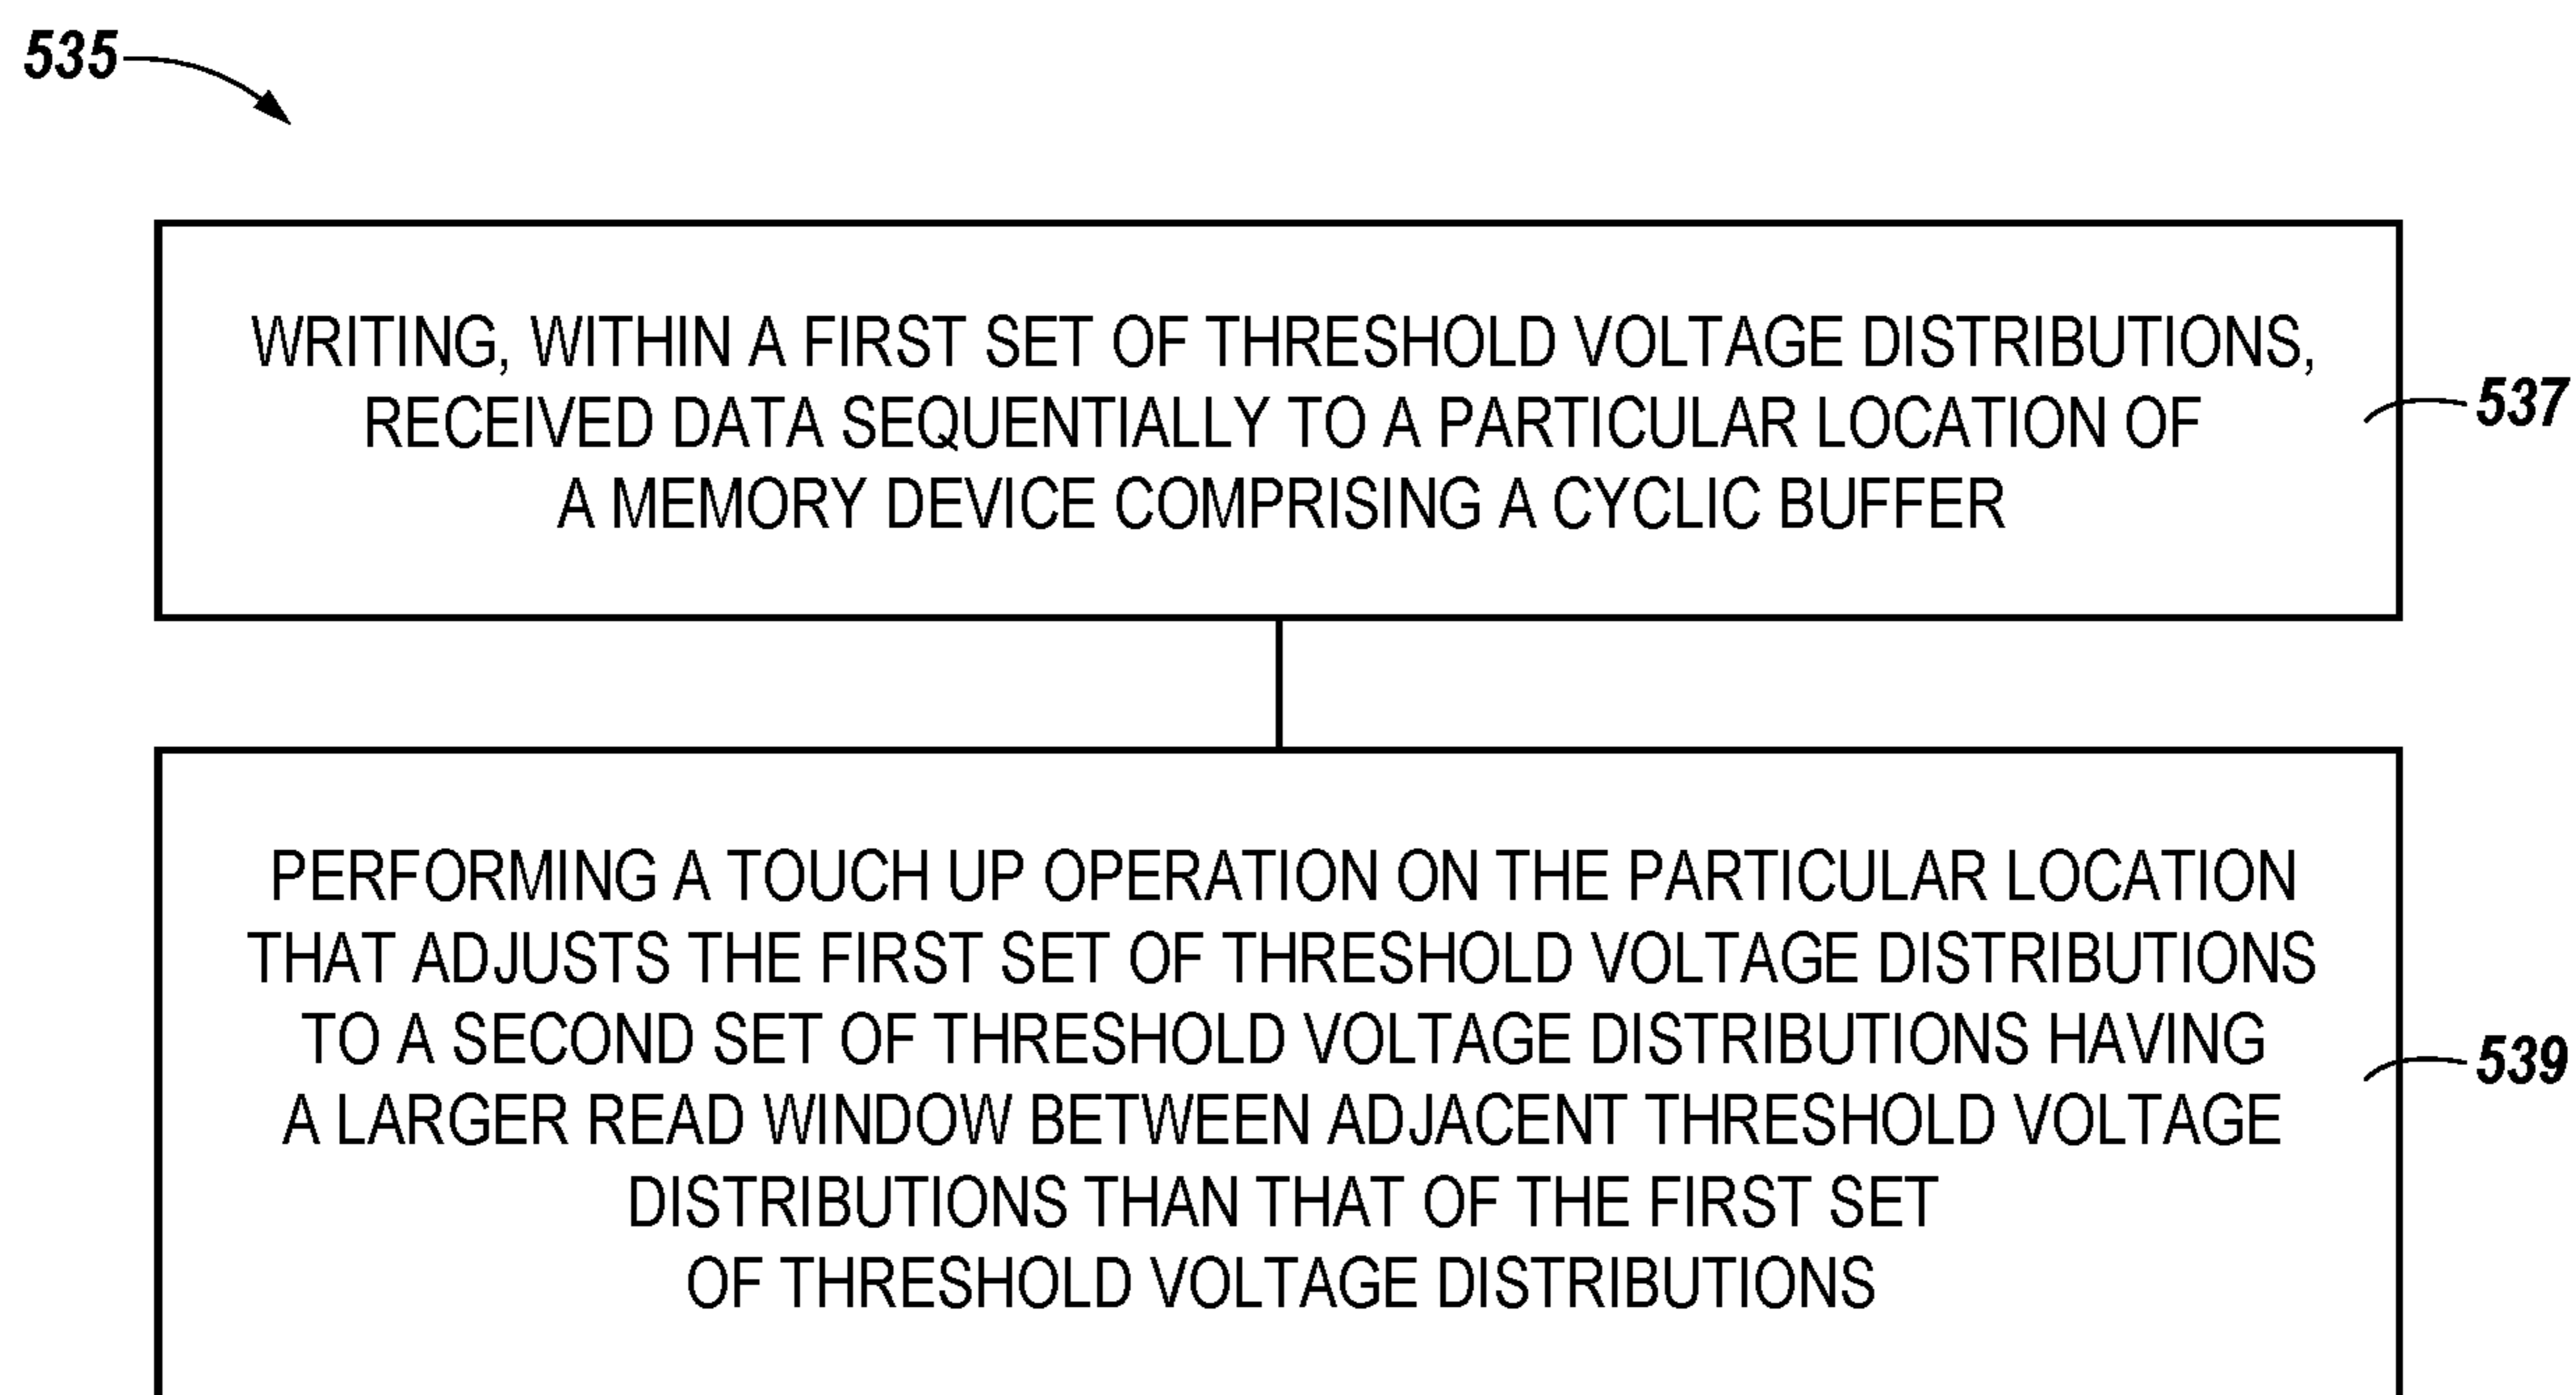 535
WRITING, WITHIN A FIRST SET OF THRESHOLD VOLTAGE DISTRIBUTIONS,
RECEIVED DATA SEQUENTIALLY TO A PARTICULAR LOCATION OF
A MEMORY DEVICE COMPRISING A CYCLIC BUFFER
537
PERFORMING A TOUCH UP OPERATION ON THE PARTICULAR LOCATION
THAT ADJUSTS THE FIRST SET OF THRESHOLD VOLTAGE DISTRIBUTIONS
TO A SECOND SET OF THRESHOLD VOLTAGE DISTRIBUTIONS HAVING
A LARGER READ WINDOW BETWEEN ADJACENT THRESHOLD VOLTAGE
DISTRIBUTIONS THAN THAT OF THE FIRST SET
OF THRESHOLD VOLTAGE DISTRIBUTIONS
539